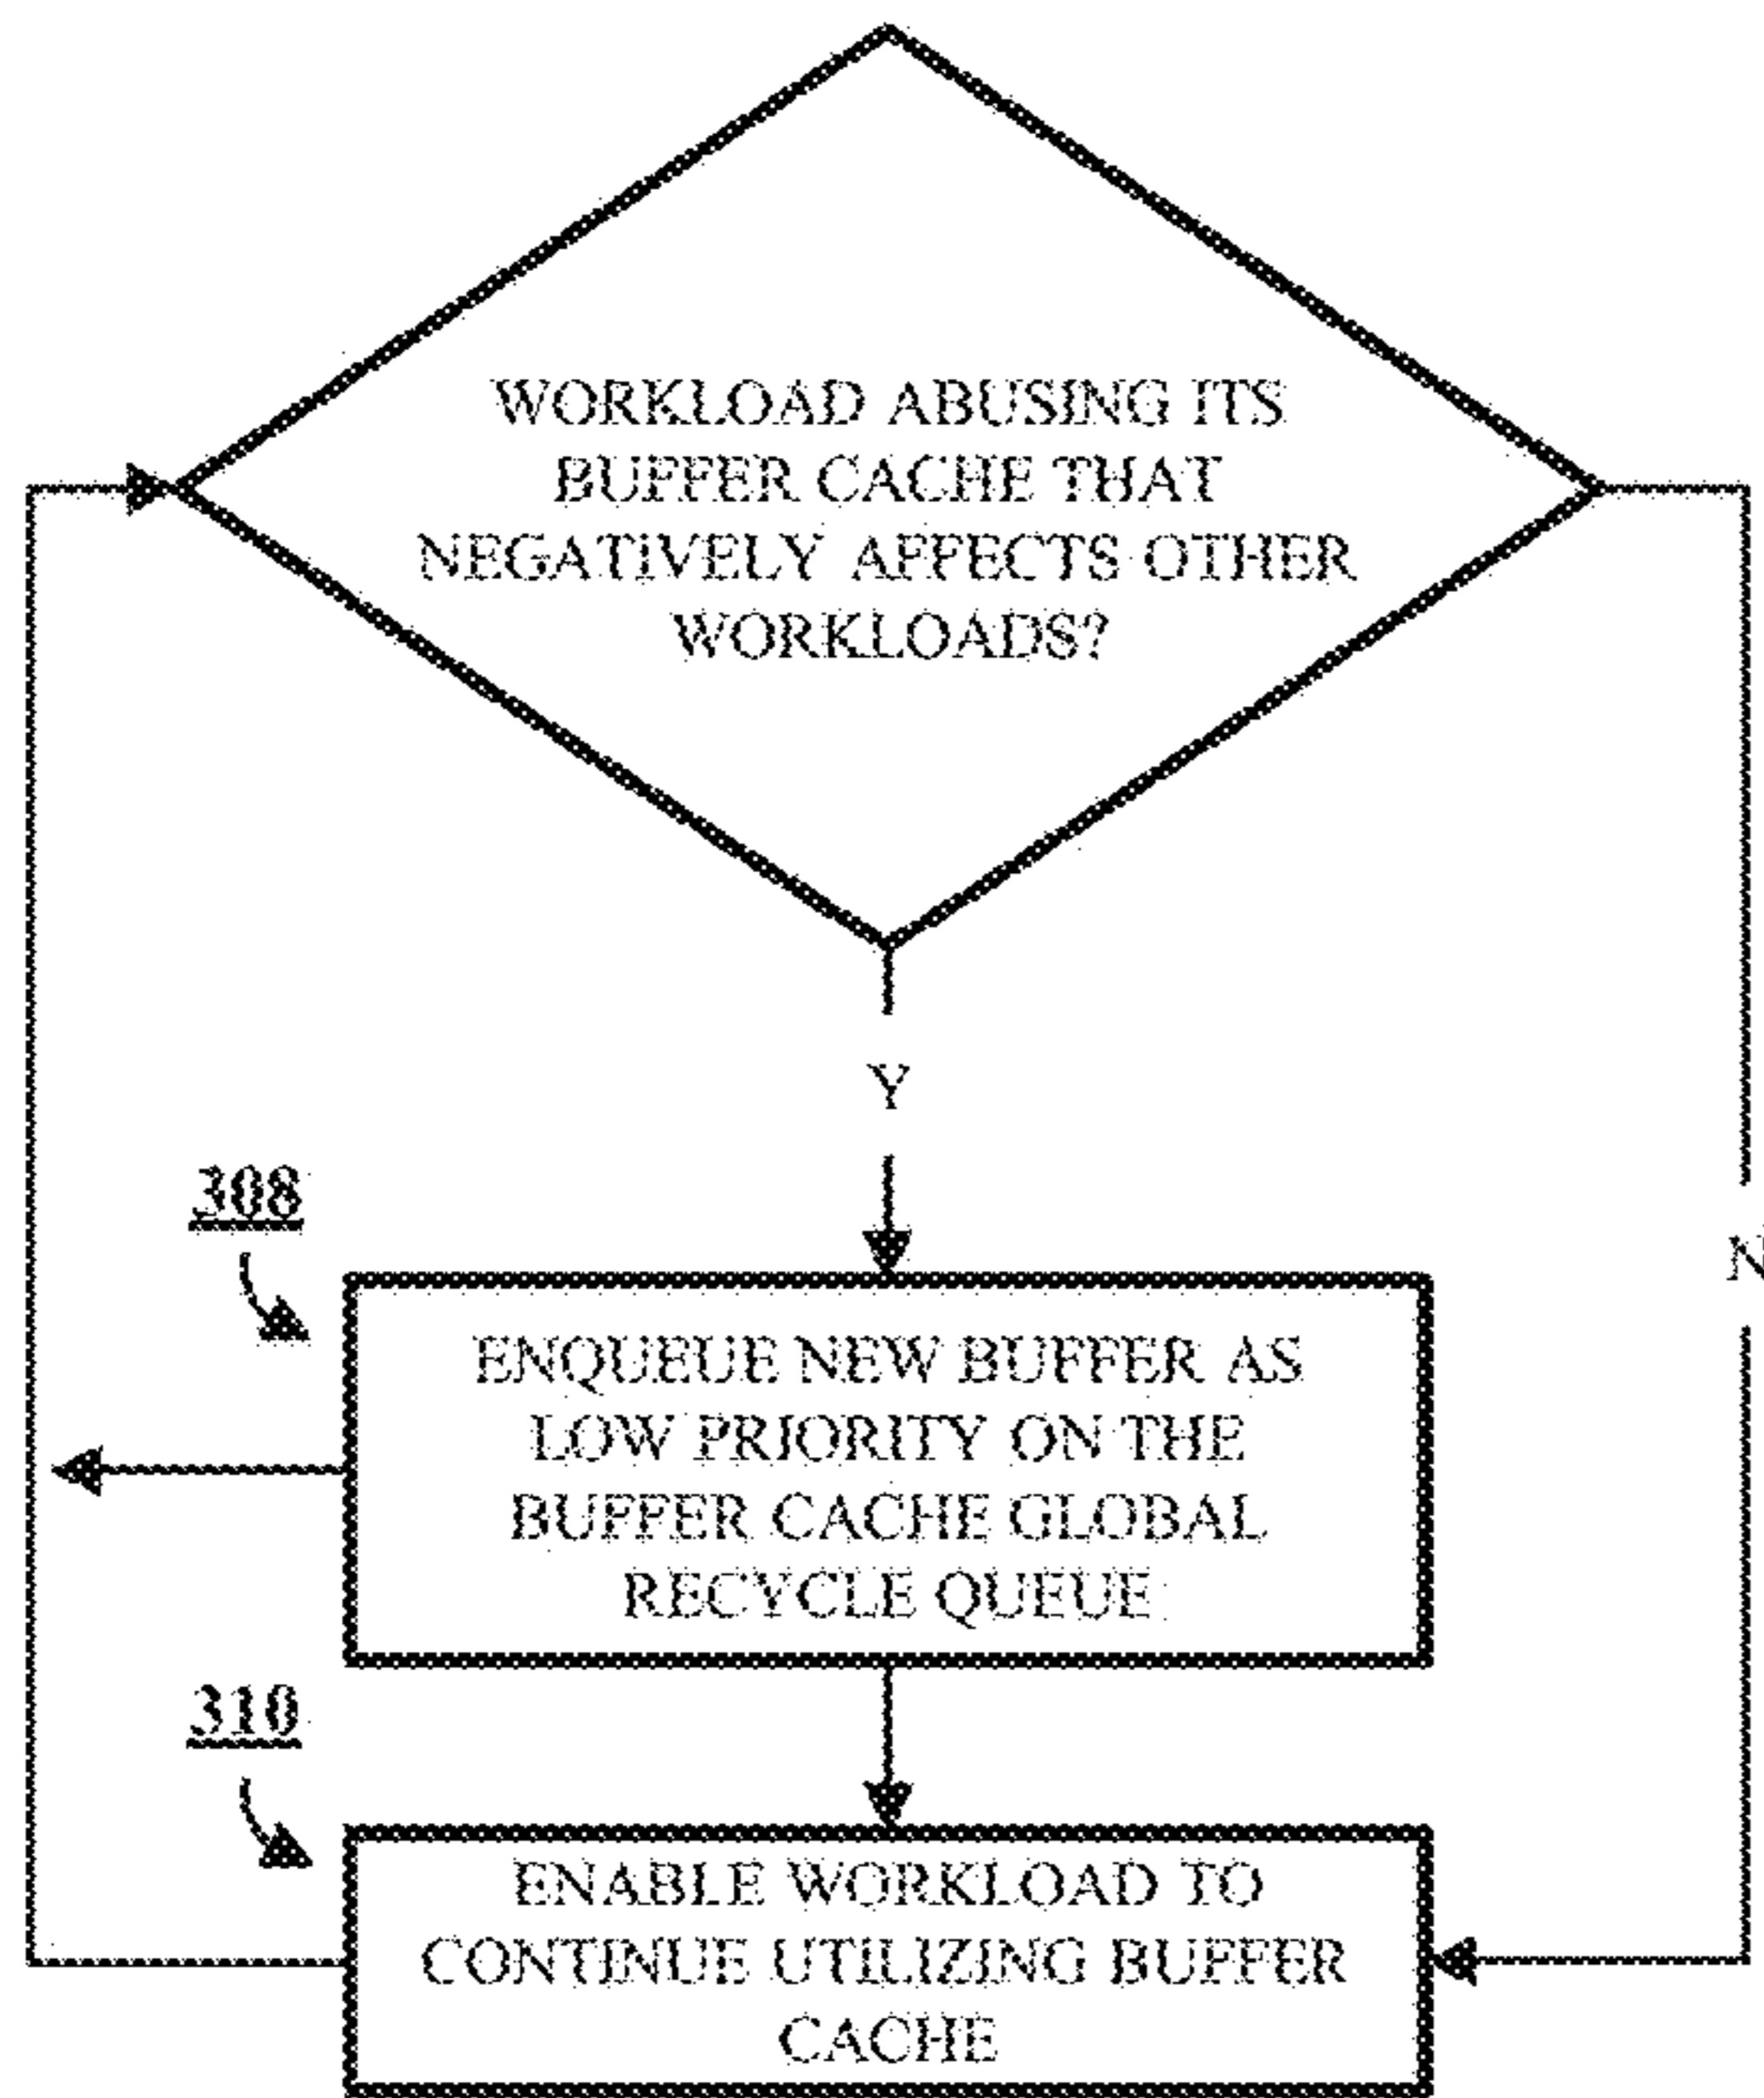 WORKLOAD ABUSING ITS
BUFFER CACHE THAT
NEGATIVELY AFFECTS OTHER
WORKLOADS?
Y
N
308
ENQUEUE NEW BUFFER AS
LOW PRIORITY ON THE
BUFFER CACHE GLOBAL
RECYCLE QUEUE
310
ENABLE WORKLOAD TO
CONTINUE UTILIZING BUFFER
CACHE